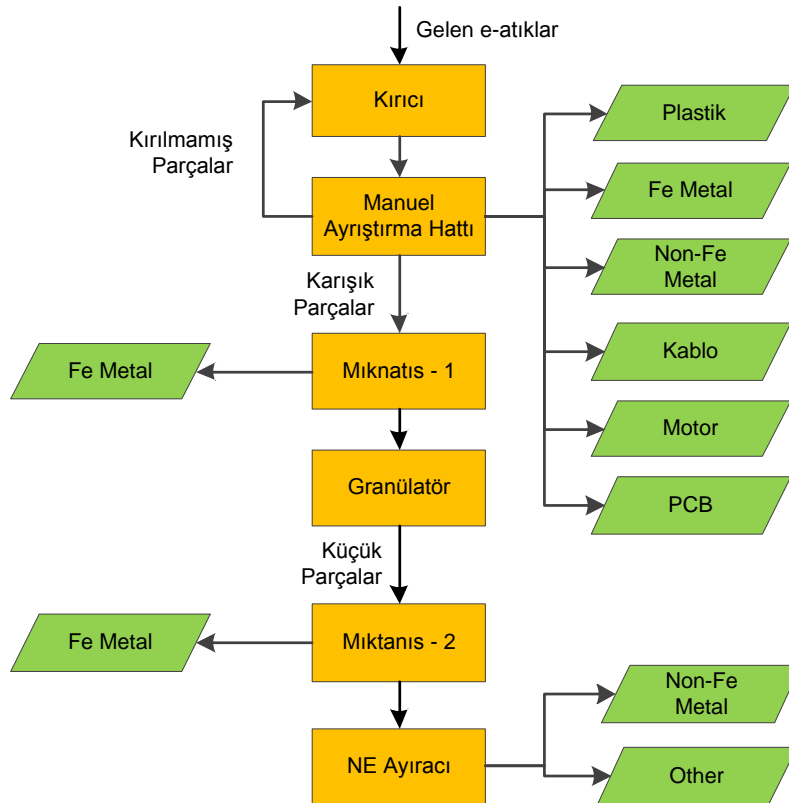 Gelen e-atıklar
Kırıcı
Plastik
Kırılmamış
Parçalar
Manuel
Ayrıştırma Hattı
Fe Metal
Non-Fe
Metal
Karışık
Parçalar
Fe Metal
Mıknatıs - 1
Kablo
Motor
Granülatör
PCB
Küçük
Parçalar
Fe Metal
Mıktanıs - 2
Non-Fe
Metal
NE Ayıracı
Other